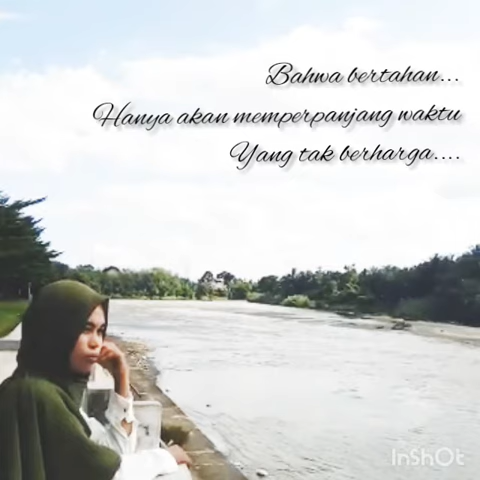 Bahwa bertahan...
Hanya akan memperpanjang waktu
Yang tak berharga....
InShOt